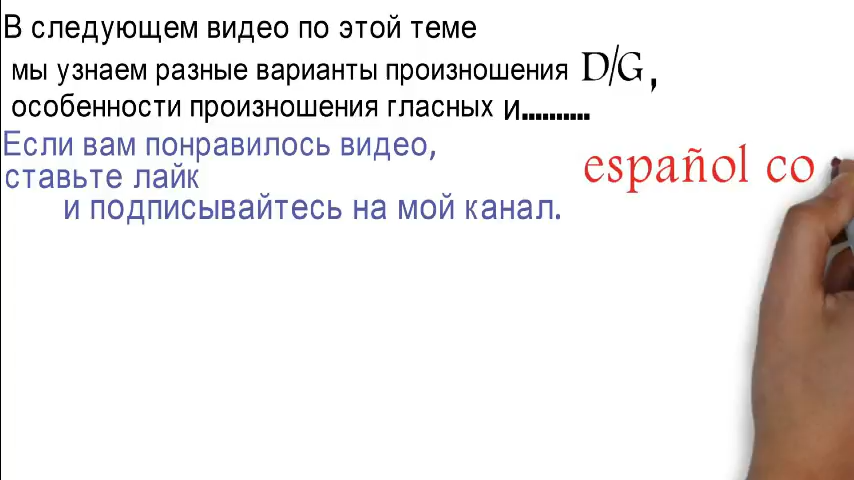 В следующем видео по этой теме
мы узнаем разные варианты произношения D/G,
особенности произношения гласных и..........
Если вам понравилось видео,
ставьте лайк
и подписывайтесь на мой канал.
español co